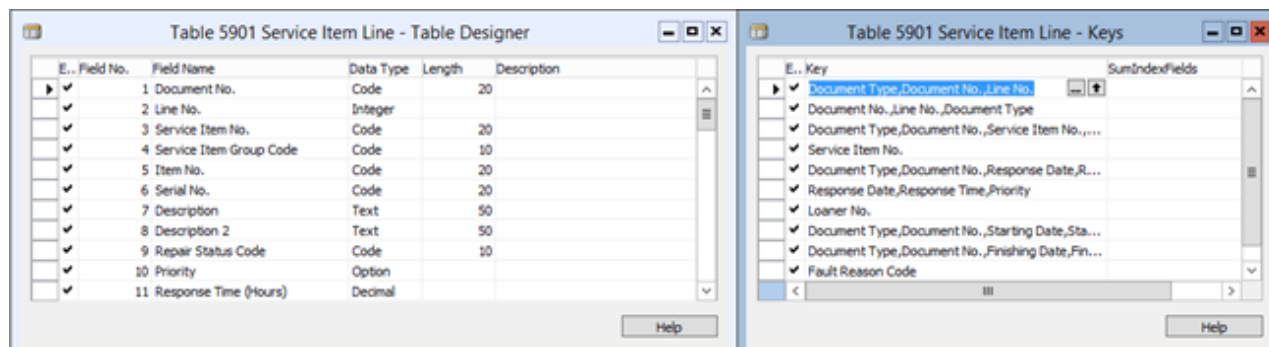 Table 5901 Service Item Line - Table Designer
E.. Field No. Field Name Data Type Length Description
1 Document No. Code 20
2 Line No. Integer
3 Service Item No. Code 20
4 Service Item Group Code Code 10
5 Item No. Code 20
6 Serial No. Code 20
7 Description Text 50
8 Description 2 Text 50
9 Repair Status Code Code 10
10 Priority Option
11 Response Time (Hours) Decimal
Help
Table 5901 Service Item Line - Keys
E.. Key SumIndexFields
Document Type,Document No.,Line No.
Document No.,Line No.,Document Type
Document Type,Document No.,Service Item No.,...
Service Item No.
Document Type,Document No.,Response Date,R...
Response Date,Response Time,Priority
Loaner No.
Document Type,Document No.,Starting Date,Sta...
Document Type,Document No.,Finishing Date,Fin...
Fault Reason Code
Help